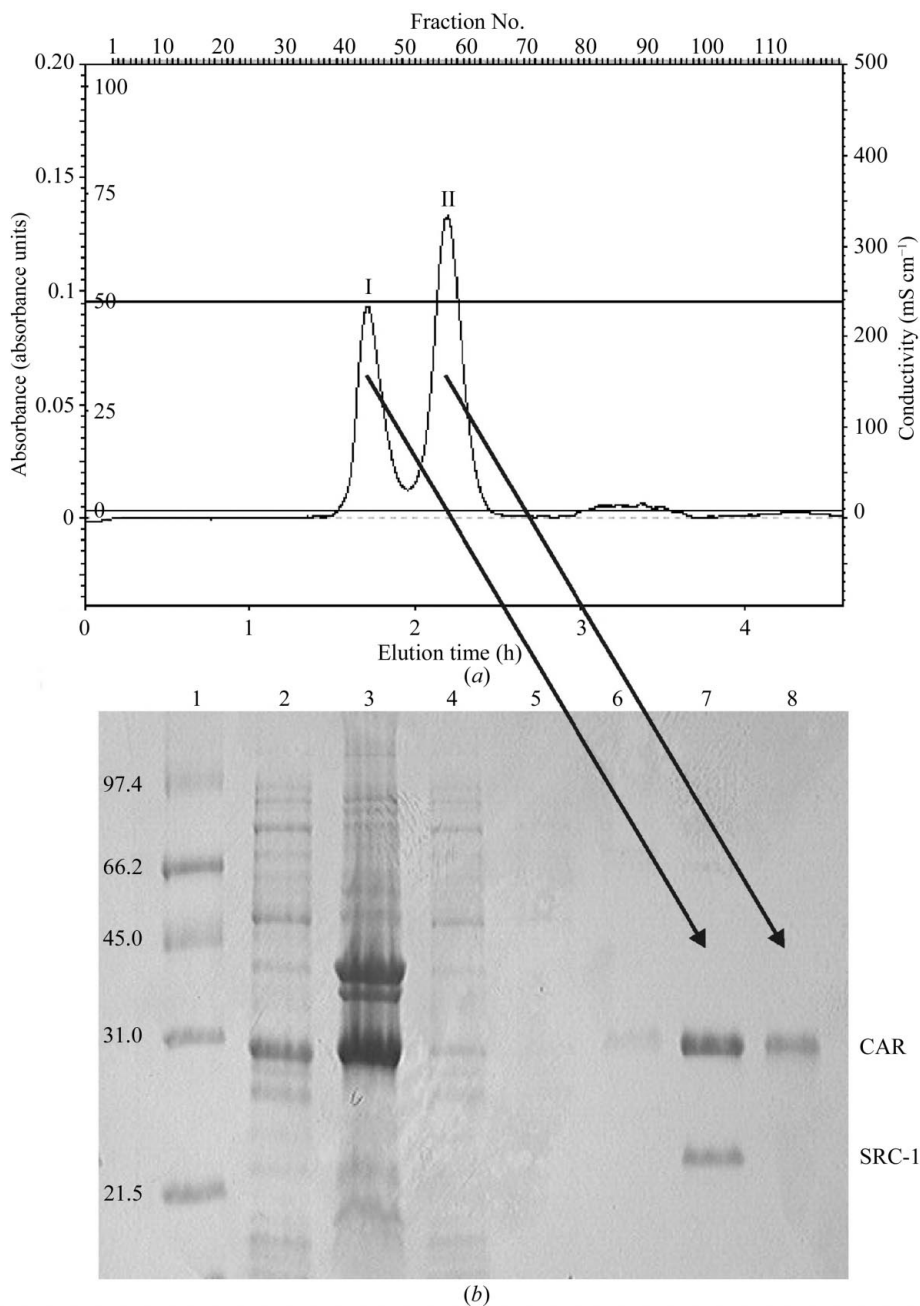 Fraction No.
1 10 20 30 40 50 60 70 80 90 100 110
0.20 100 500
400
0.15 75
II
300
I
0.1 50
200
0.05 25
100
0 0 0
Absorbance (absorbance units)
Conductivity (mS cm⁻¹)
0 1 2 3 4
Elution time (h)
(a)
1 2 3 4 5 6 7 8
97.4
66.2
45.0
31.0 CAR
SRC-1
21.5
(b)